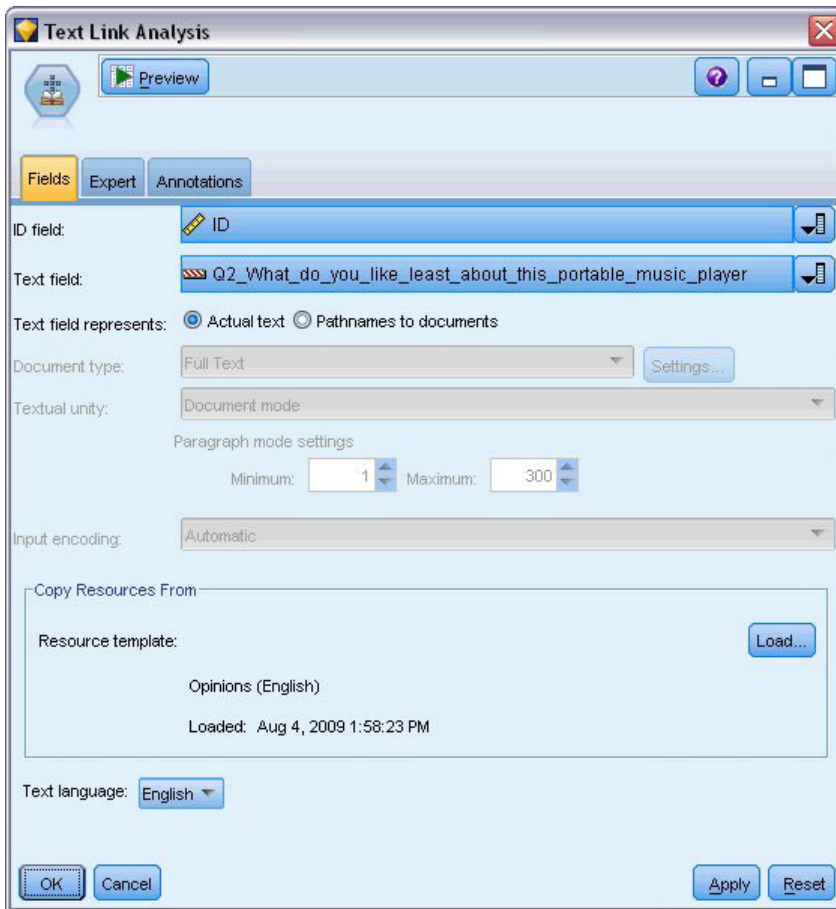 Text Link Analysis
Preview
Fields Expert Annotations
ID field: ID
Text field: Q2_What_do_you_like_least_about_this_portable_music_player
Text field represents: Actual text Pathnames to documents
Document type: Full Text Settings...
Textual unity: Document mode
Paragraph mode settings
Minimum: 1 Maximum: 300
Input encoding: Automatic
Copy Resources From
Resource template: Load...
Opinions (English)
Loaded: Aug 4, 2009 1:58:23 PM
Text language: English
OK Cancel Apply Reset